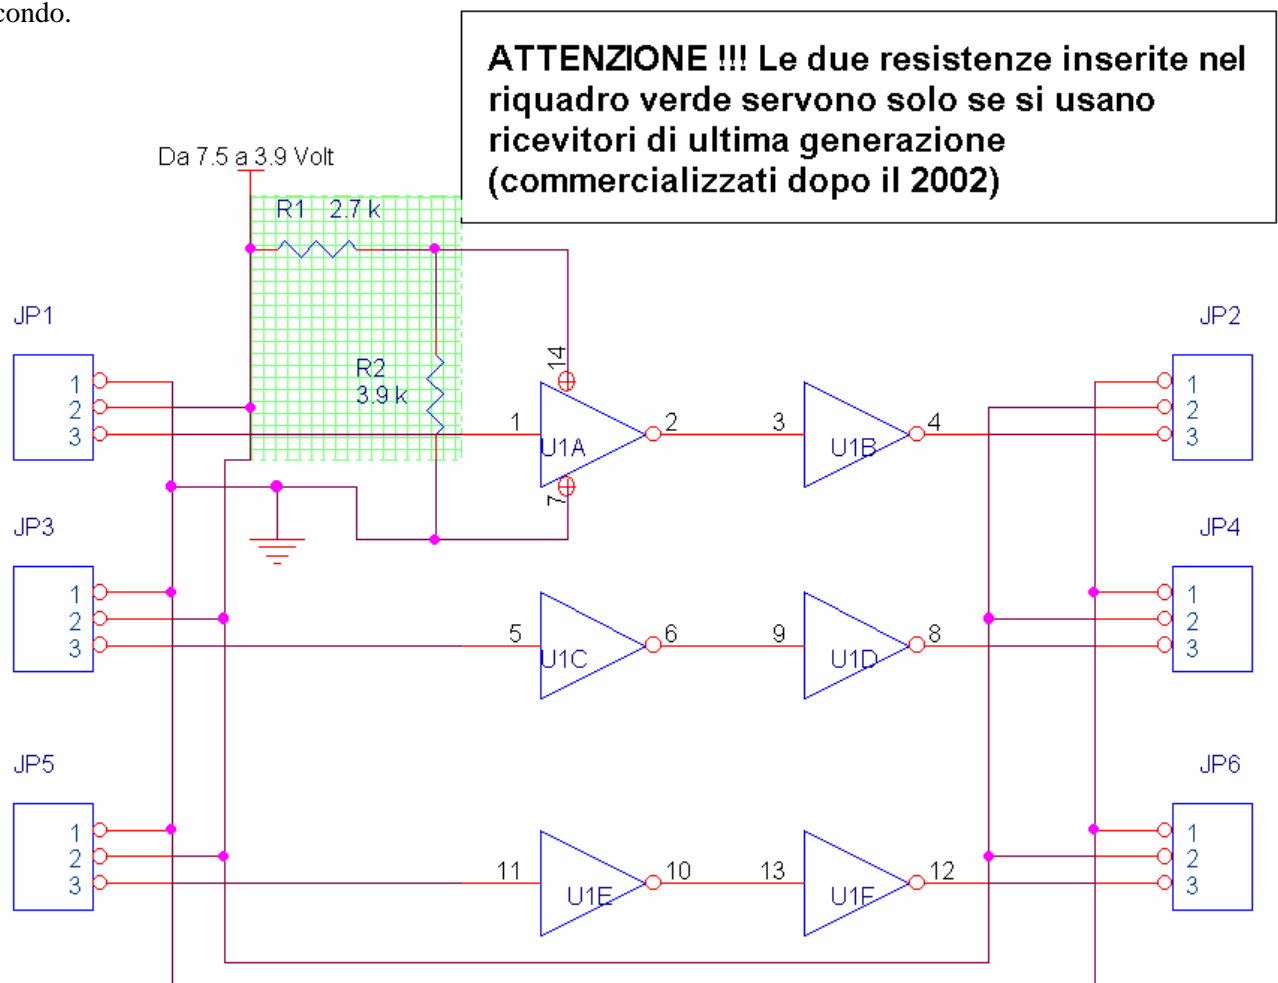 condo.
ATTENZIONE !!! Le due resistenze inserite nel
riquadro verde servono solo se si usano
ricevitori di ultima generazione
(commercializzati dopo il 2002)
Da 7.5 a 3.9 Volt
R1 2.7 k
JP1
1
2
3
R2
3.9 k
14
1
U1A
7
2
3
U1B
4
JP2
1
2
3
JP3
1
2
3
5
U1C
6
9
U1D
8
JP4
1
2
3
JP5
1
2
3
11
U1E
10
13
U1F
12
JP6
1
2
3